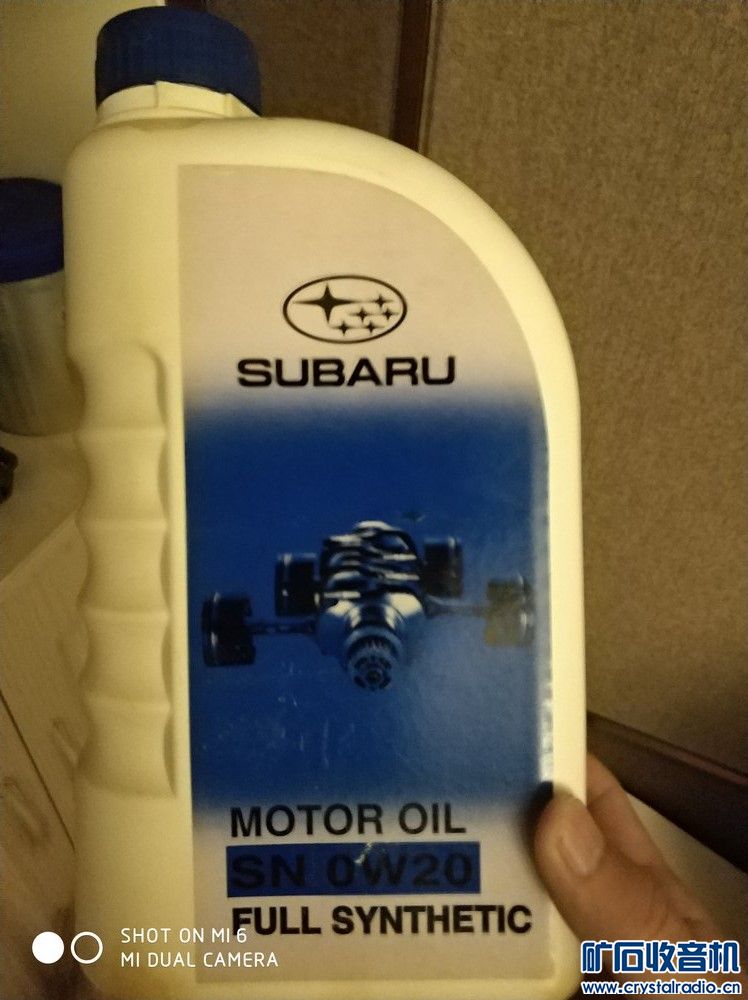 SUBARU
MOTOR OIL
SN 0W20
FULL SYNTHETIC
SHOT ON MI 6
MI DUAL CAMERA
矿石收音机
www.crystalradio.cn